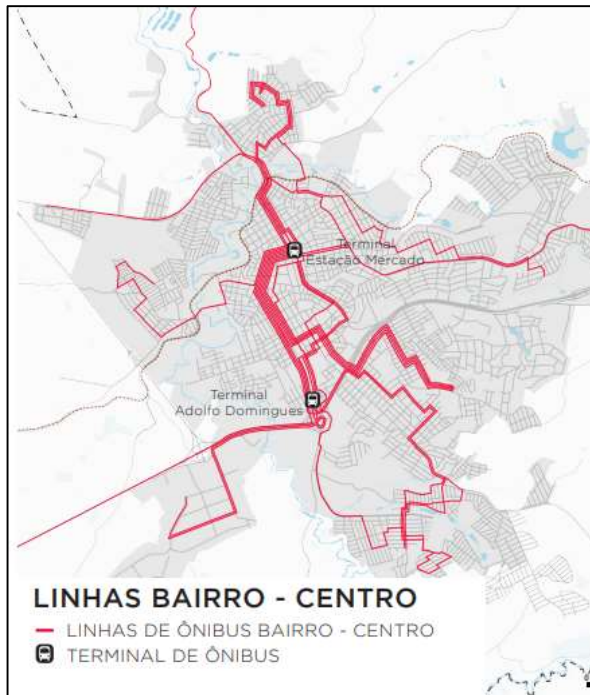 Terminal
Estação Mercado
Terminal
Adolfo Domingues
LINHAS BAIRRO - CENTRO
LINHAS DE ÔNIBUS BAIRRO - CENTRO
TERMINAL DE ÔNIBUS